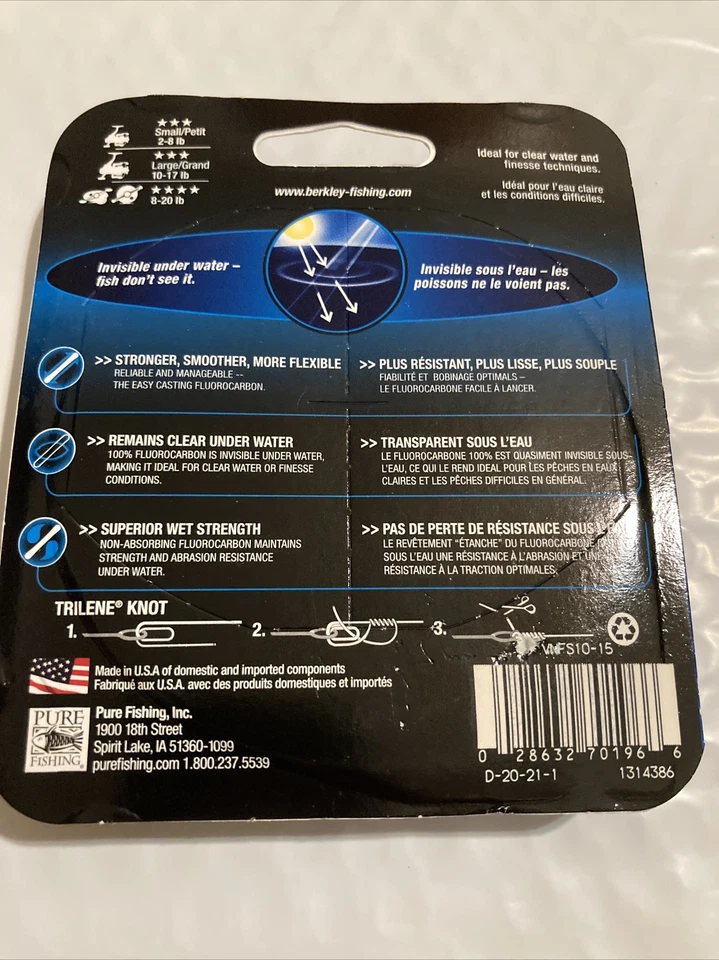 ★★★
Small/Petit
2-8 lb
★★★
Large/Grand
10-17 lb
★★★★
8-20 lb
www.berkley-fishing.com
Ideal for clear water and
finesse techniques.
Idéal pour l'eau claire
et les conditions difficiles.
Invisible under water –
fish don't see it.
Invisible sous l'eau – les
poissons ne le voient pas.
>> STRONGER, SMOOTHER, MORE FLEXIBLE
RELIABLE AND MANAGEABLE --
THE EASY CASTING FLUOROCARBON.
>> PLUS RÉSISTANT, PLUS LISSE, PLUS SOUPLE
FIABILITÉ ET BOBINAGE OPTIMALS –
LE FLUOROCARBONE FACILE À LANCER.
>> REMAINS CLEAR UNDER WATER
100% FLUOROCARBON IS INVISIBLE UNDER WATER,
MAKING IT IDEAL FOR CLEAR WATER OR FINESSE
CONDITIONS.
>> TRANSPARENT SOUS L'EAU
LE FLUOROCARBONE 100% EST QUASIMENT INVISIBLE SOUS
L'EAU, CE QUI LE REND IDEAL POUR LES PÊCHES EN EAUX
CLAIRES ET LES PÊCHES DIFFICILES EN GÉNÉRAL.
>> SUPERIOR WET STRENGTH
NON-ABSORBING FLUOROCARBON MAINTAINS
STRENGTH AND ABRASION RESISTANCE
UNDER WATER.
>> PAS DE PERTE DE RÉSISTANCE SOUS
LE REVÊTEMENT "ÉTANCHE" DU FLUOROCARBONE
SOUS L'EAU UNE RÉSISTANCE À L'ABRASION ET UNE
RÉSISTANCE À LA TRACTION OPTIMALES.
TRILENE® KNOT
1.
2.
3.
VNFS10-15
Made in U.S.A of domestic and imported components
Fabriqué aux U.S.A. avec des produits domestiques et importés
PURE
FISHING®
Pure Fishing, Inc.
1900 18th Street
Spirit Lake, IA 51360-1099
purefishing.com 1.800.237.5539
0 28632 70196 6
D-20-21-1 1314386